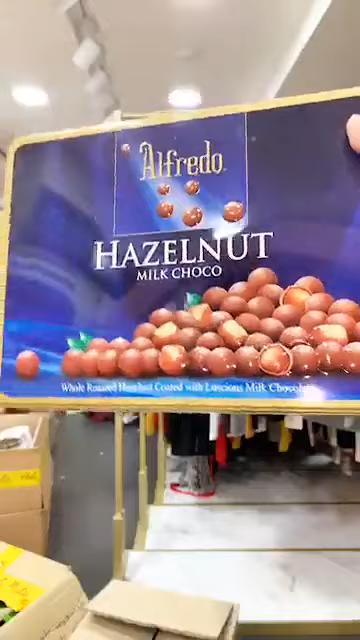 Alfredo
HAZELNUT
MILK CHOCO
Whole Roasted Hazelnut Coated with Luscious Milk Chocolate